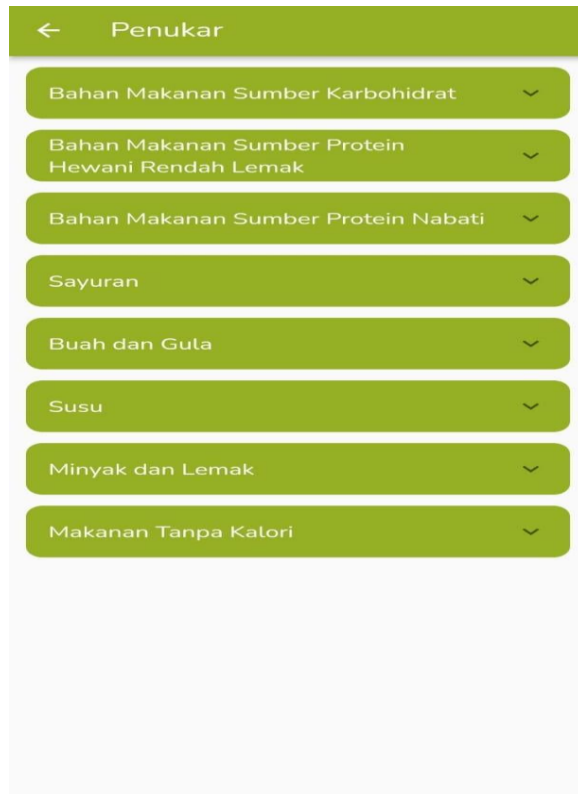 Penukar
Bahan Makanan Sumber Karbohidrat
Bahan Makanan Sumber Protein
Hewani Rendah Lemak
Bahan Makanan Sumber Protein Nabati
Sayuran
Buah dan Gula
Susu
Minyak dan Lemak
Makanan Tanpa Kalori